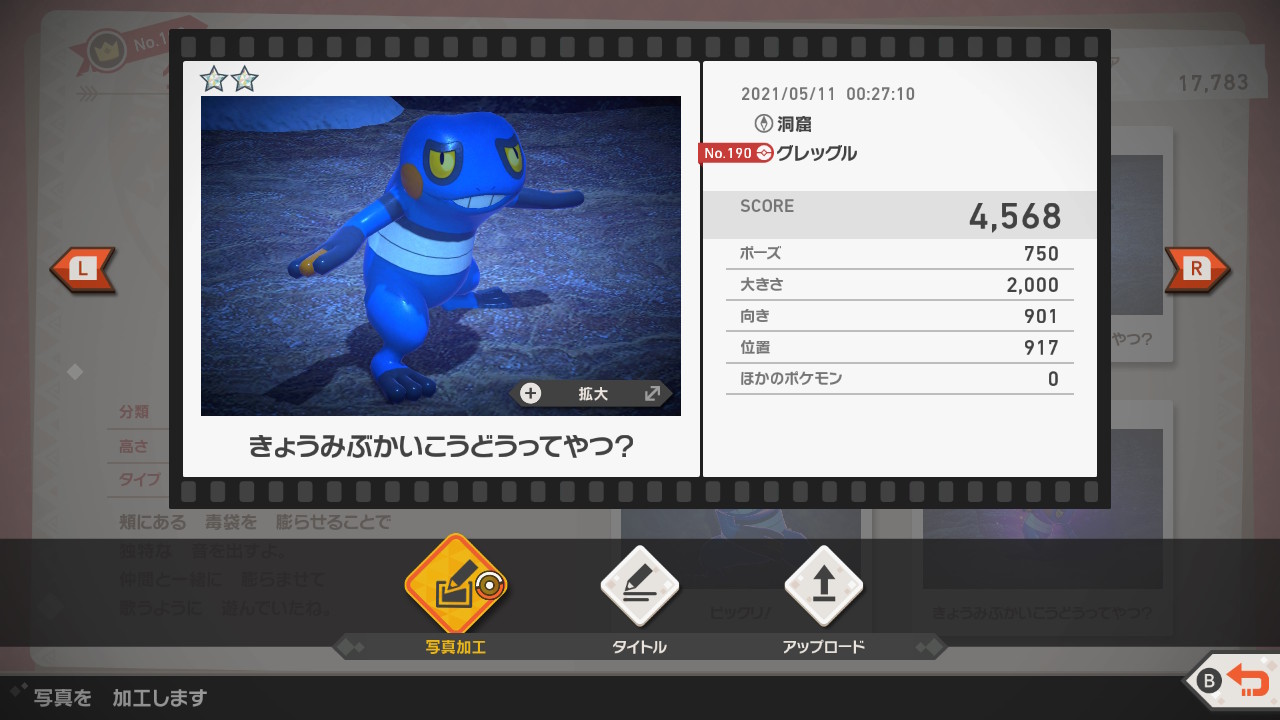 No.1
17,783
2021/05/11 00:27:10
洞窟
No.190 グレッグル
SCORE 4,568
ポーズ 750
大きさ 2,000
向き 901
位置 917
ほかのポケモン 0
L
R
+ 拡大
きょうみぶかいこうどうってやつ?
やつ?
分類
高さ
タイプ
頬にある 毒袋を 膨らせることで
独特な 音を出すよ。
仲間と一緒に 膨らませて
歌うように 遊んでいたね。
ビックリ!
きょうみぶかいこうどうってやつ?
写真加工
タイトル
アップロード
写真を 加工します
B